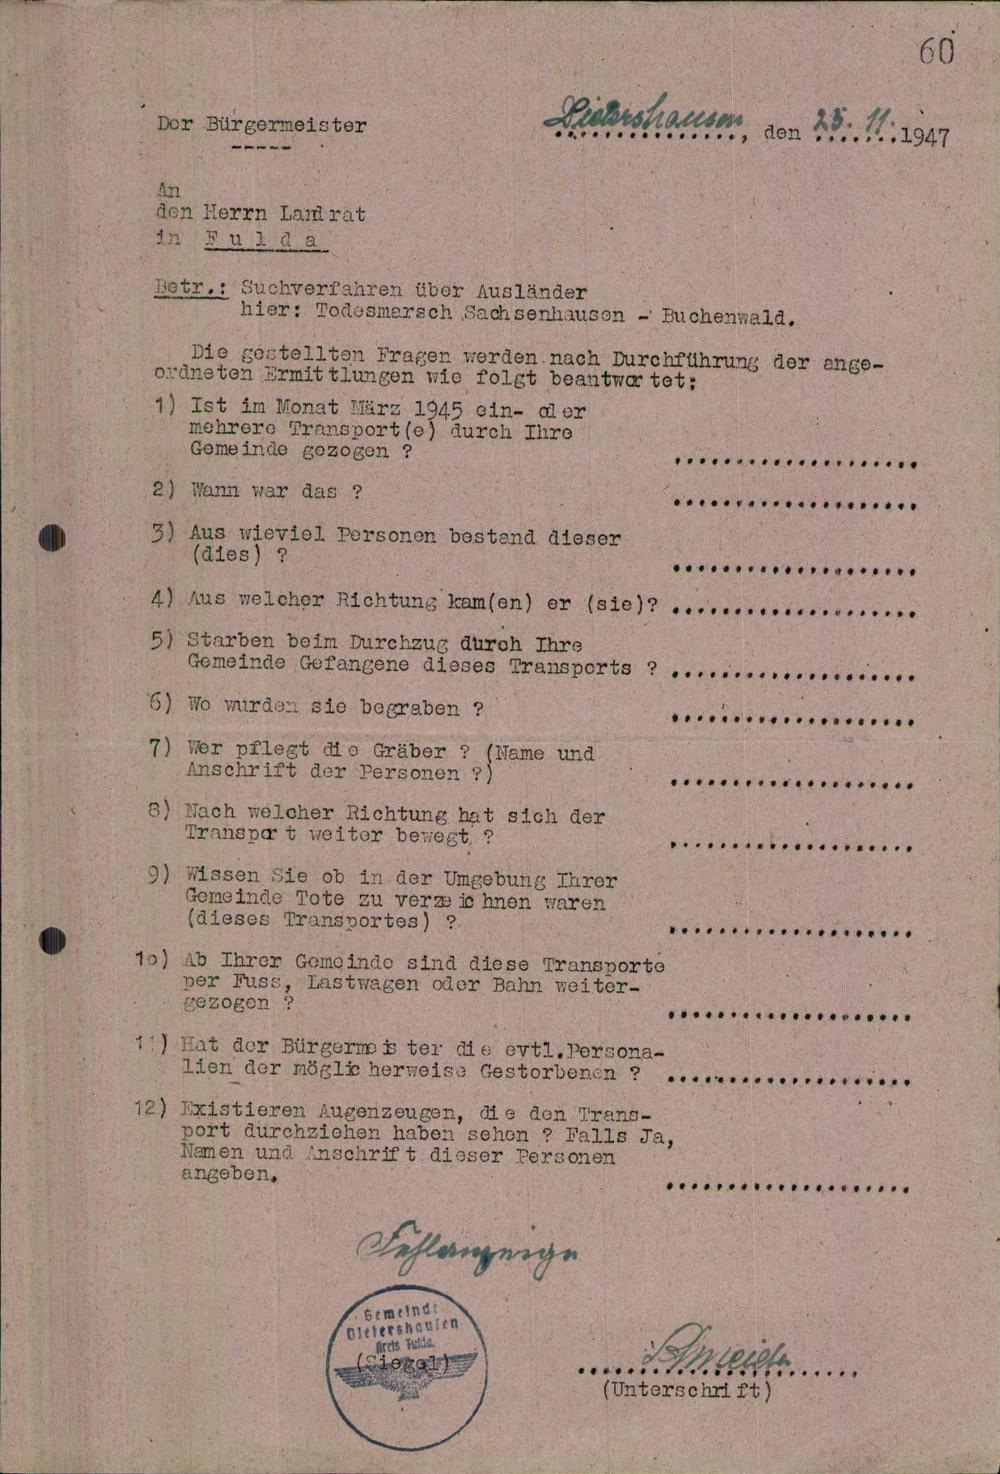 60
Der Bürgermeister
Dietershausen, den 25. 11. 1947
An
den Herrn Landrat
in Fulda
Betr.: Suchverfahren über Ausländer
hier: Todesmarsch Sachsenhausen - Buchenwald.
Die gestellten Fragen werden nach Durchführung der ange-
ordneten Ermittlungen wie folgt beantwortet:
1) Ist im Monat März 1945 ein- oder
mehrere Transport(e) durch Ihre
Gemeinde gezogen ? ....................
2) Wann war das ? ....................
3) Aus wieviel Personen bestand dieser
(dies) ? ....................
4) Aus welcher Richtung kam(en) er (sie)? ....................
5) Starben beim Durchzug durch Ihre
Gemeinde Gefangene dieses Transports ? ....................
6) Wo wurden sie begraben ? ....................
7) Wer pflegt die Gräber ? (Name und
Anschrift der Personen ?) ....................
8) Nach welcher Richtung hat sich der
Transport weiter bewegt ? ....................
9) Wissen Sie ob in der Umgebung Ihrer
Gemeinde Tote zu verzeichnen waren
(dieses Transportes) ? ....................
10) Ab Ihrer Gemeinde sind diese Transporte
per Fuss, Lastwagen oder Bahn weiter-
gezogen ? ....................
11) Hat der Bürgermeister die evtl.Persona-
lien der möglicherweise Gestorbenen ? ....................
12) Existieren Augenzeugen, die den Trans-
port durchziehen haben sehen ? Falls Ja,
Namen und Anschrift dieser Personen
angeben. ....................
Fehlanzeige
Gemeinde
Dietershausen
Kreis Fulda
(Siegel)
(Unterschrift)